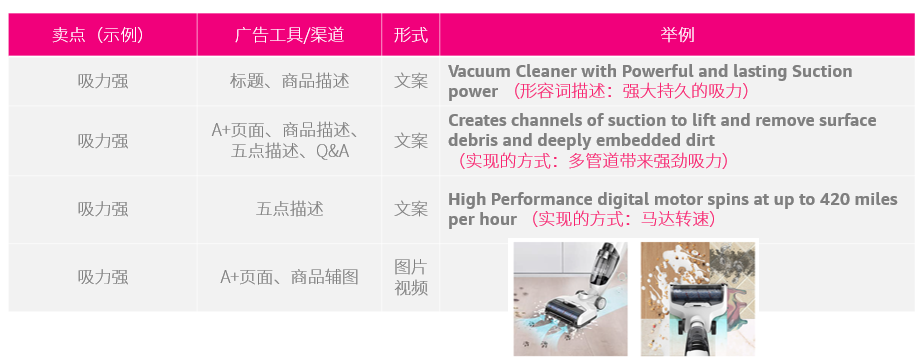 卖点（示例） 广告工具/渠道 形式 举例
吸力强 标题、商品描述 文案 Vacuum Cleaner with Powerful and lasting Suction
power （形容词描述：强大持久的吸力）
吸力强 A+页面、商品描述、
五点描述、Q&A 文案 Creates channels of suction to lift and remove surface
debris and deeply embedded dirt
（实现的方式：多管道带来强劲吸力）
吸力强 五点描述 文案 High Performance digital motor spins at up to 420 miles
per hour （实现的方式：马达转速）
吸力强 A+页面、商品辅图 图片
视频